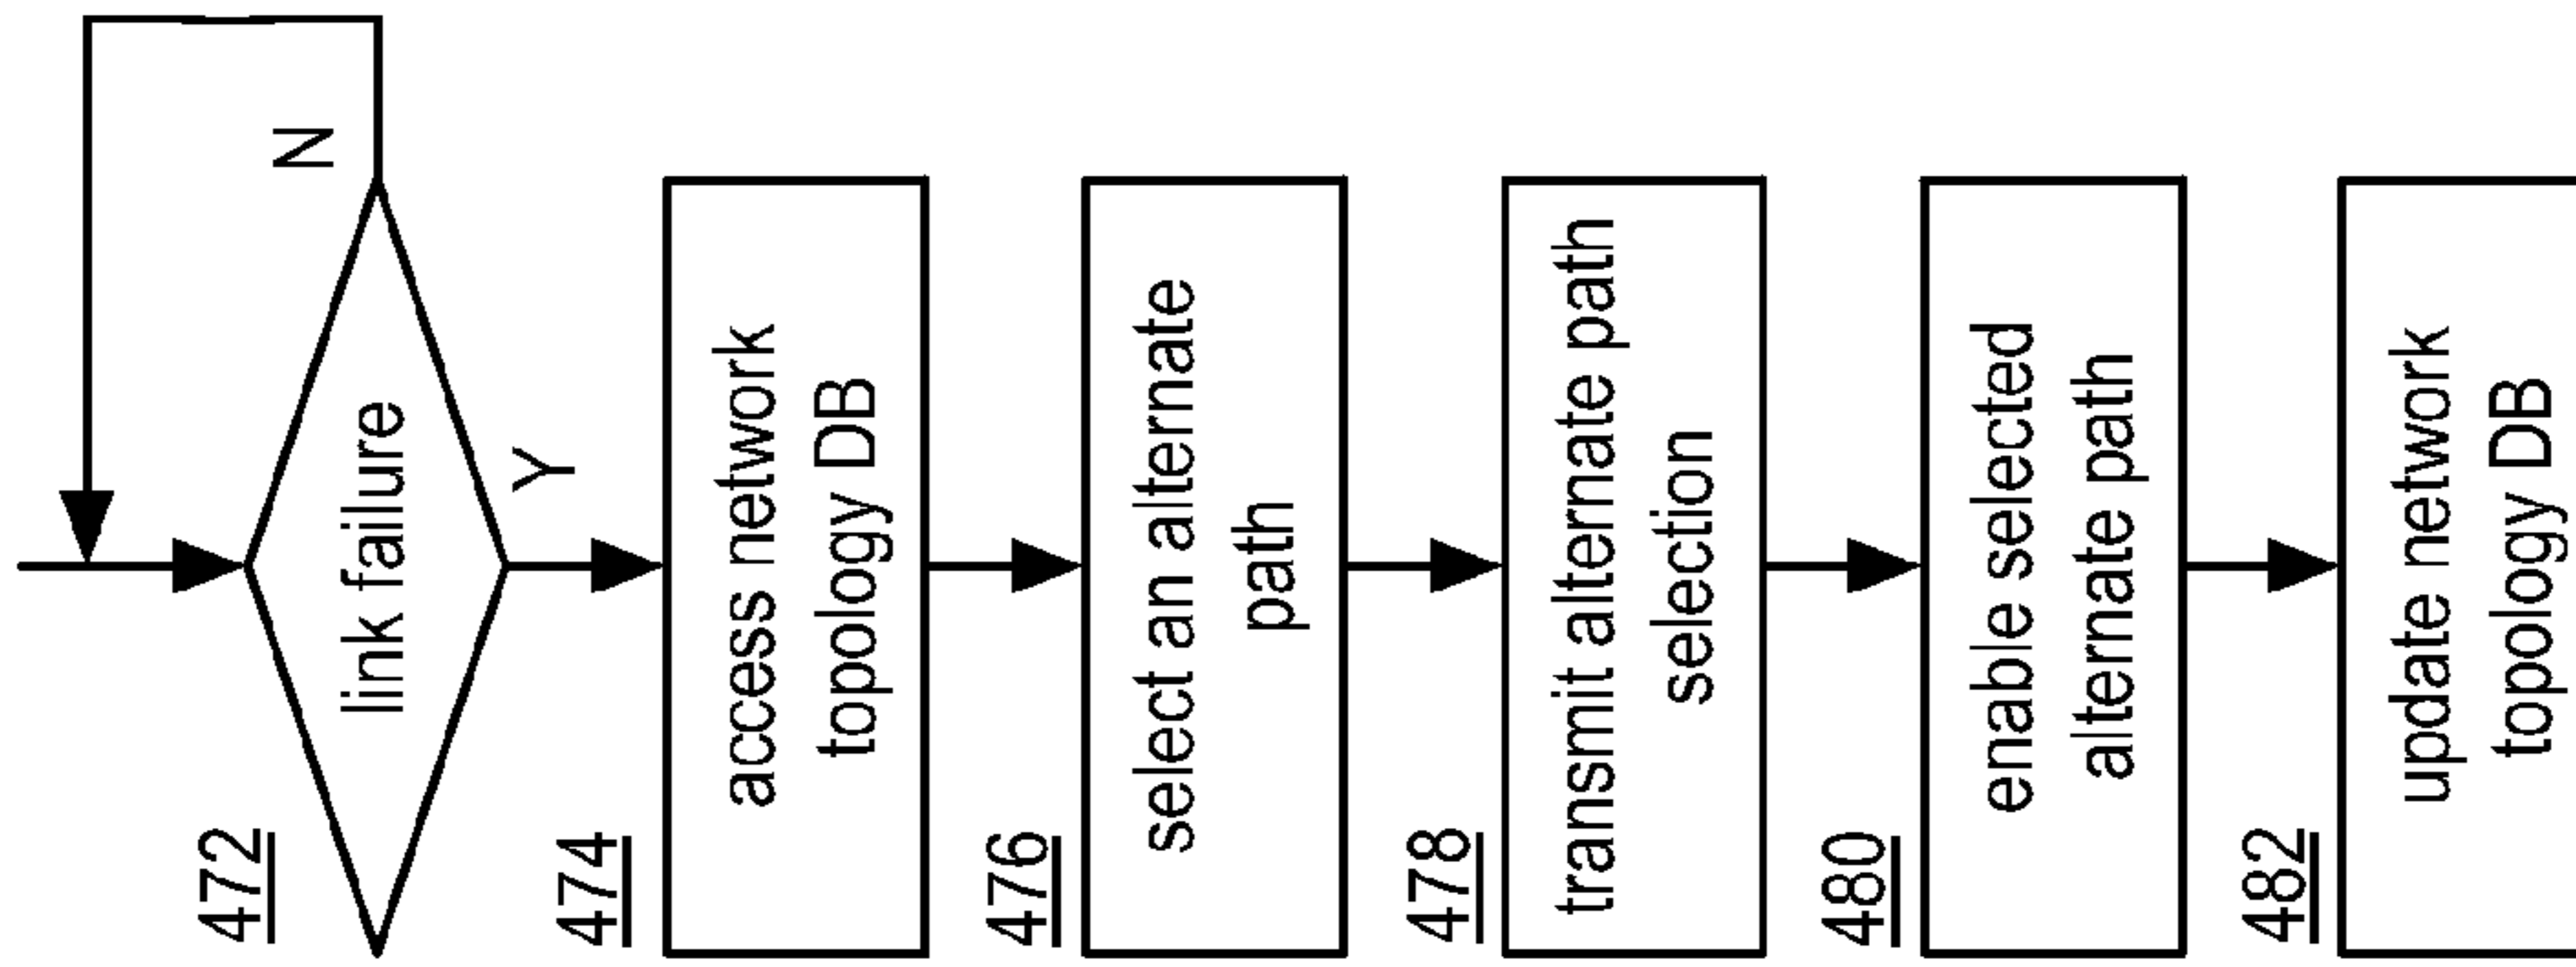 472
link failure
N
Y
474
access network
topology DB
476
select an alternate
path
478
transmit alternate path
selection
480
enable selected
alternate path
482
update network
topology DB